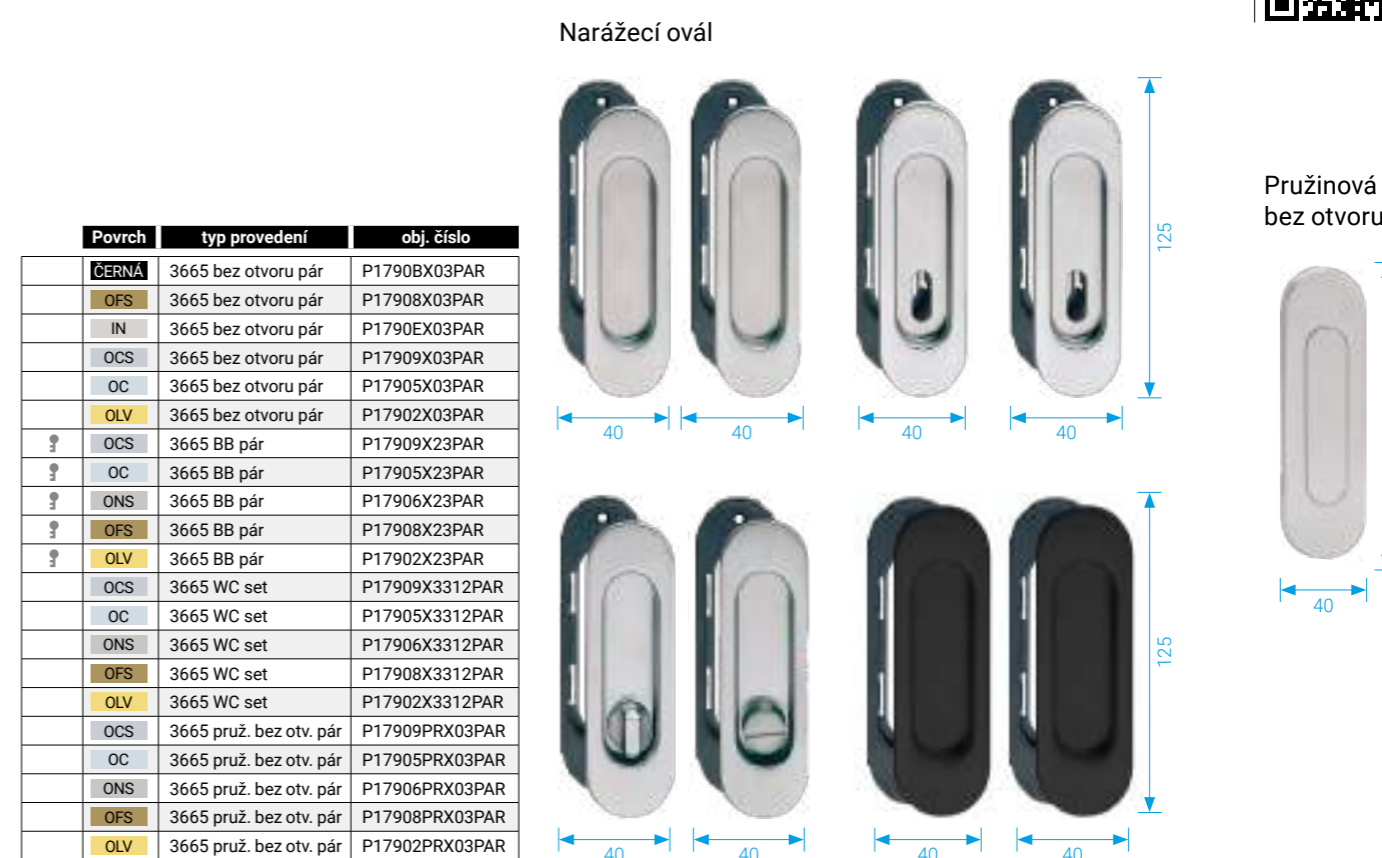 Narážecí ovál
Povrch typ provedení obj. číslo
ČERNÁ 3665 bez otvoru pár P1790BX03PAR
OFS 3665 bez otvoru pár P17908X03PAR
IN 3665 bez otvoru pár P1790EX03PAR
OCS 3665 bez otvoru pár P17909X03PAR
OC 3665 bez otvoru pár P17905X03PAR
OLV 3665 bez otvoru pár P17902X03PAR
OCS 3665 BB pár P17909X23PAR
OC 3665 BB pár P17905X23PAR
ONS 3665 BB pár P17906X23PAR
OFS 3665 BB pár P17908X23PAR
OLV 3665 BB pár P17902X23PAR
OCS 3665 WC set P17909X3312PAR
OC 3665 WC set P17905X3312PAR
ONS 3665 WC set P17906X3312PAR
OFS 3665 WC set P17908X3312PAR
OLV 3665 WC set P17902X3312PAR
OCS 3665 pruž. bez otv. pár P17909PRX03PAR
OC 3665 pruž. bez otv. pár P17905PRX03PAR
ONS 3665 pruž. bez otv. pár P17906PRX03PAR
OFS 3665 pruž. bez otv. pár P17908PRX03PAR
OLV 3665 pruž. bez otv. pár P17902PRX03PAR
125
40 40 40 40
125
40 40 40 40
Pružinová
bez otvoru
40